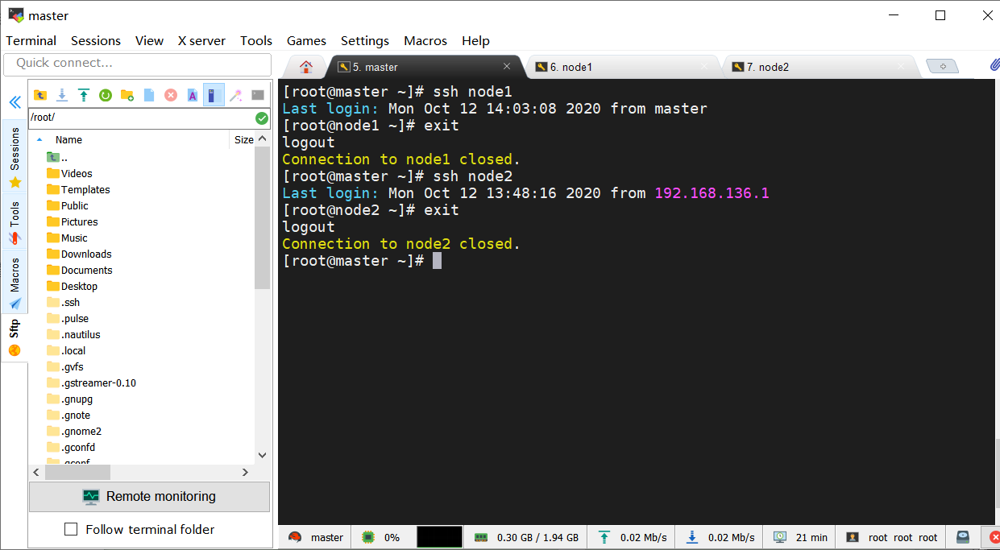 master
Terminal Sessions View X server Tools Games Settings Macros Help
Quick connect...
5. master
6. node1
7. node2
/root/
Name Size
..
Videos
Templates
Public
Pictures
Music
Downloads
Documents
Desktop
.ssh
.pulse
.nautilus
.local
.gvfs
.gstreamer-0.10
.gnupg
.gnote
.gnome2
.gconfd
.gconf
Sessions
Tools
Macros
Sftp
Remote monitoring
Follow terminal folder
[root@master ~]# ssh node1
Last login: Mon Oct 12 14:03:08 2020 from master
[root@node1 ~]# exit
logout
Connection to node1 closed.
[root@master ~]# ssh node2
Last login: Mon Oct 12 13:48:16 2020 from 192.168.136.1
[root@node2 ~]# exit
logout
Connection to node2 closed.
[root@master ~]#
master 0% 0.30 GB / 1.94 GB 0.02 Mb/s 0.02 Mb/s 21 min root root root